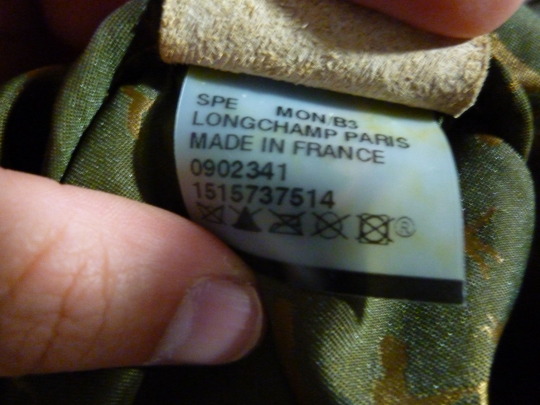 SPE MON/B3
LONGCHAMP PARIS
MADE IN FRANCE
0902341
1515737514
®